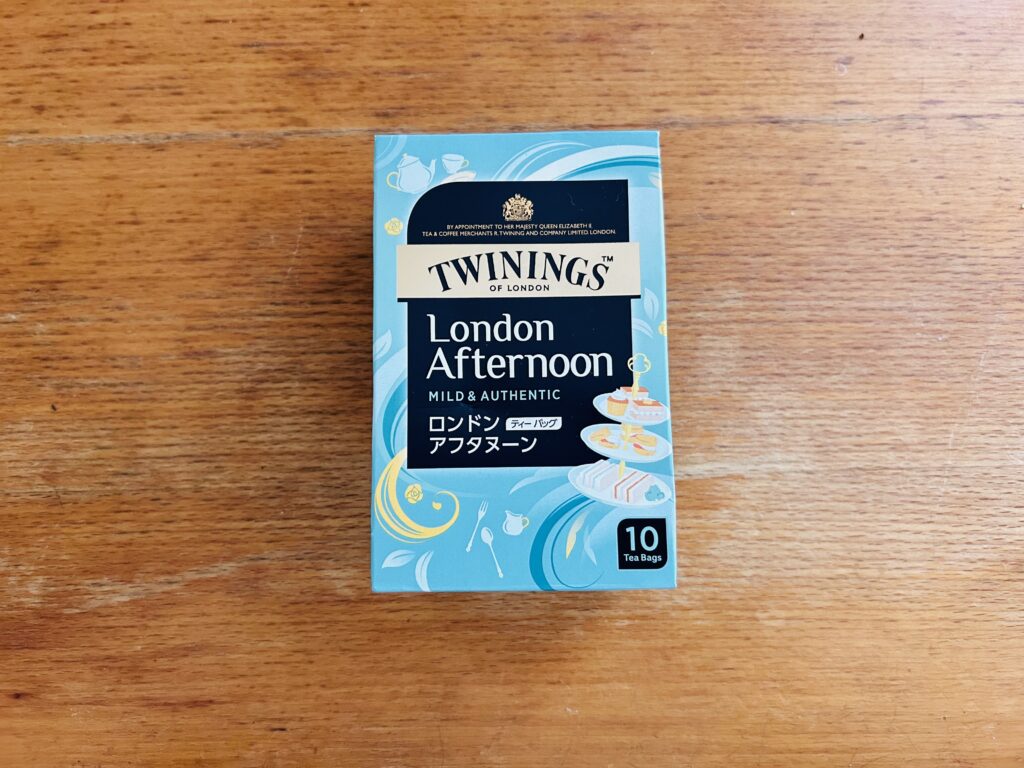 BY APPOINTMENT TO HER MAJESTY QUEEN ELIZABETH II
TEA & COFFEE MERCHANTS R. TWINING AND COMPANY LIMITED, LONDON.
TWININGS™
OF LONDON
London
Afternoon
MILD & AUTHENTIC
ロンドン ティーバッグ
アフタヌーン
10
Tea Bags